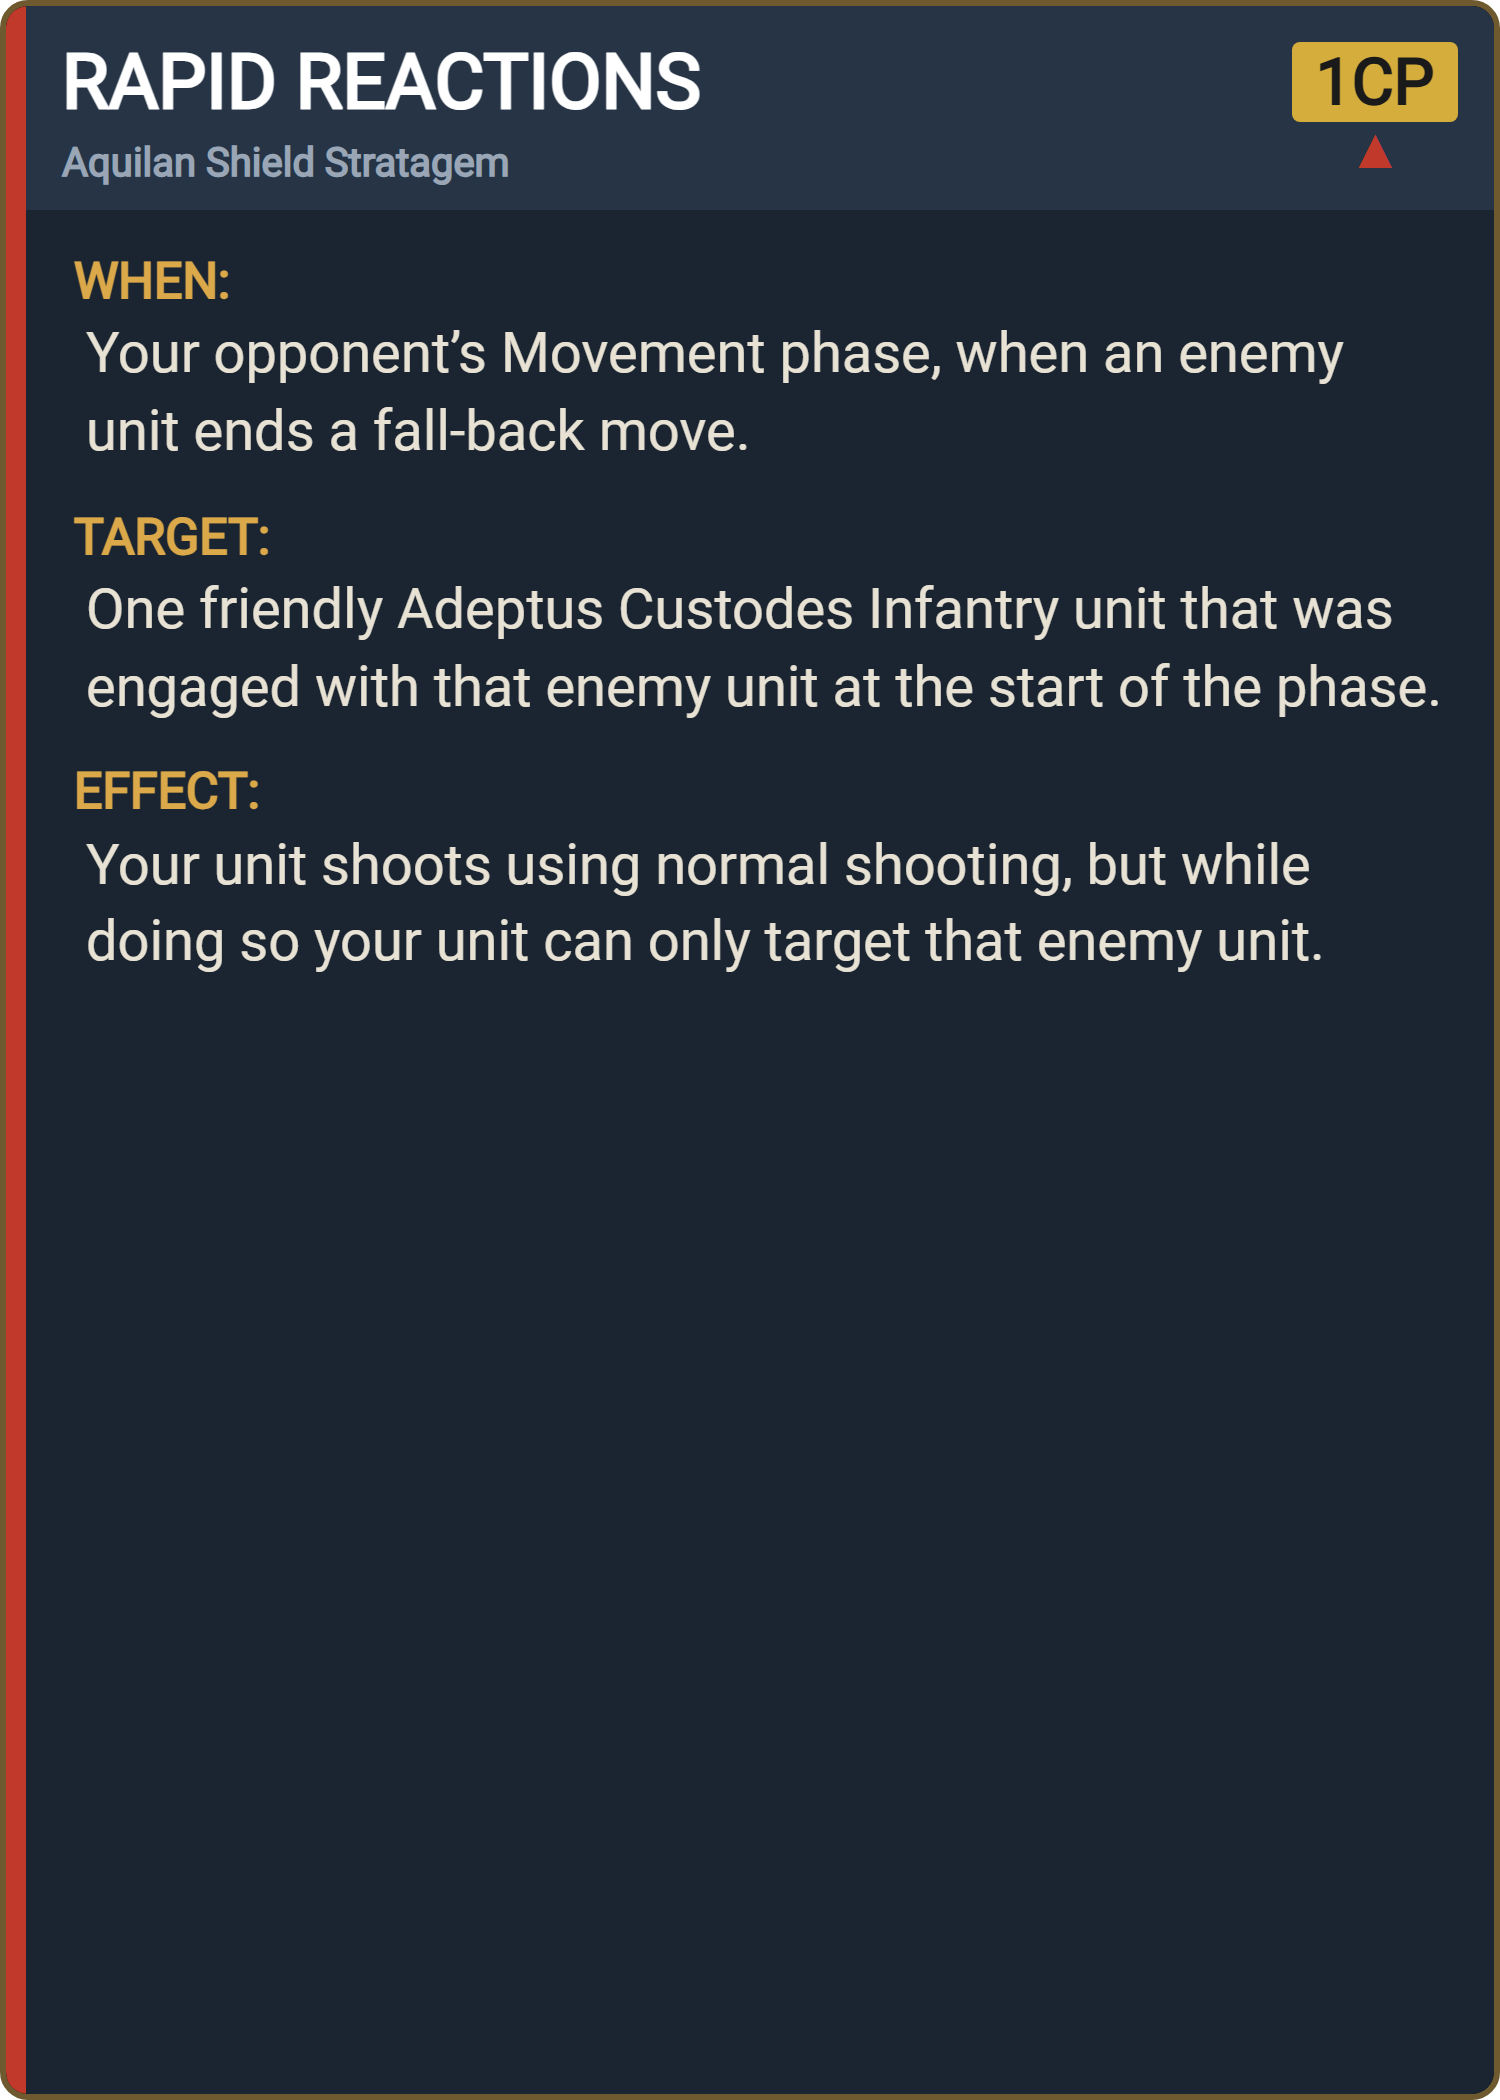 RAPID REACTIONS
1CP
Aquilan Shield Stratagem
WHEN:
Your opponent’s Movement phase, when an enemy
unit ends a fall-back move.
TARGET:
One friendly Adeptus Custodes Infantry unit that was
engaged with that enemy unit at the start of the phase.
EFFECT:
Your unit shoots using normal shooting, but while
doing so your unit can only target that enemy unit.